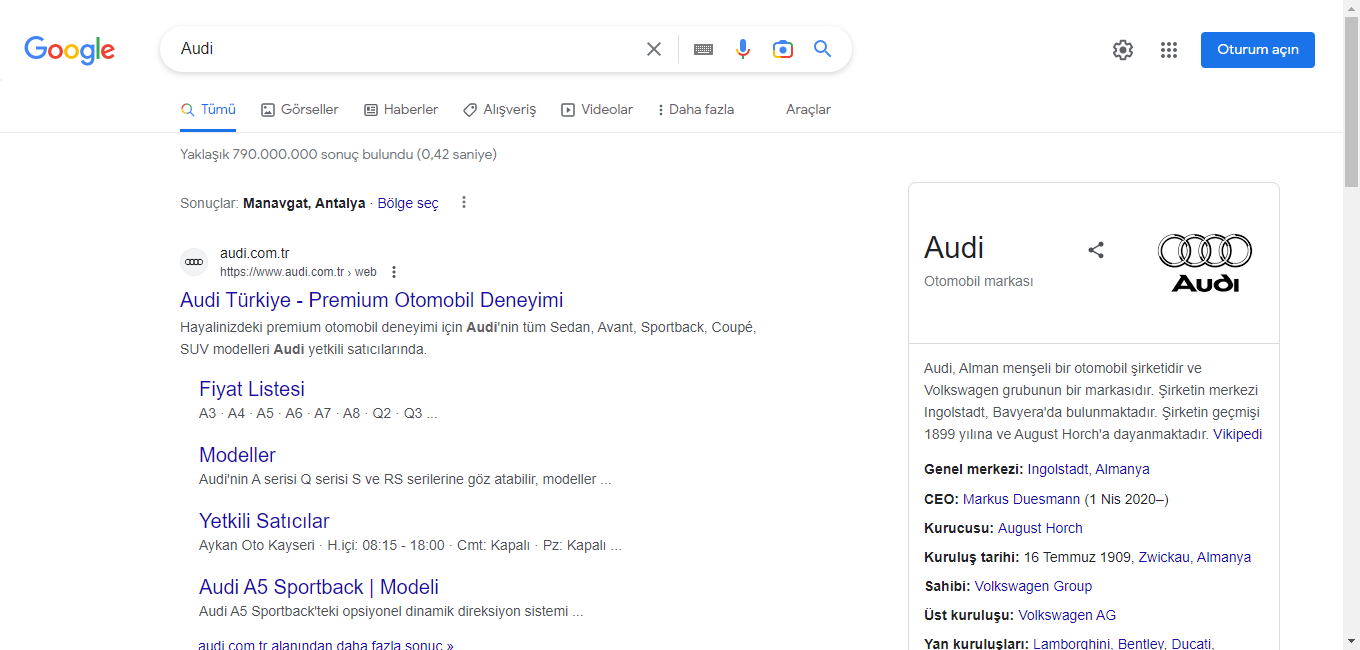 Google
Audi
Oturum açın
Tümü
Görseller
Haberler
Alışveriş
Videolar
Daha fazla
Araçlar
Yaklaşık 790.000.000 sonuç bulundu (0,42 saniye)
Sonuçlar: Manavgat, Antalya · Bölge seç
audi.com.tr
https://www.audi.com.tr › web
Audi Türkiye - Premium Otomobil Deneyimi
Hayalinizdeki premium otomobil deneyimi için Audi'nin tüm Sedan, Avant, Sportback, Coupé,
SUV modelleri Audi yetkili satıcılarında.
Fiyat Listesi
A3 · A4 · A5 · A6 · A7 · A8 · Q2 · Q3 ...
Modeller
Audi'nin A serisi Q serisi S ve RS serilerine göz atabilir, modeller ...
Yetkili Satıcılar
Aykan Oto Kayseri · H.içi: 08:15 - 18:00 · Cmt: Kapalı · Pz: Kapalı ...
Audi A5 Sportback | Modeli
Audi A5 Sportback'teki opsiyonel dinamik direksiyon sistemi ...
audi.com.tr alanından daha fazla sonuç »
Audi
Otomobil markası
Audi
Audi, Alman menşeli bir otomobil şirketidir ve
Volkswagen grubunun bir markasıdır. Şirketin merkezi
Ingolstadt, Bavyera'da bulunmaktadır. Şirketin geçmişi
1899 yılına ve August Horch'a dayanmaktadır. Vikipedi
Genel merkezi: Ingolstadt, Almanya
CEO: Markus Duesmann (1 Nis 2020–)
Kurucusu: August Horch
Kuruluş tarihi: 16 Temmuz 1909, Zwickau, Almanya
Sahibi: Volkswagen Group
Üst kuruluşu: Volkswagen AG
Yan kuruluşları: Lamborghini, Bentley, Ducati,